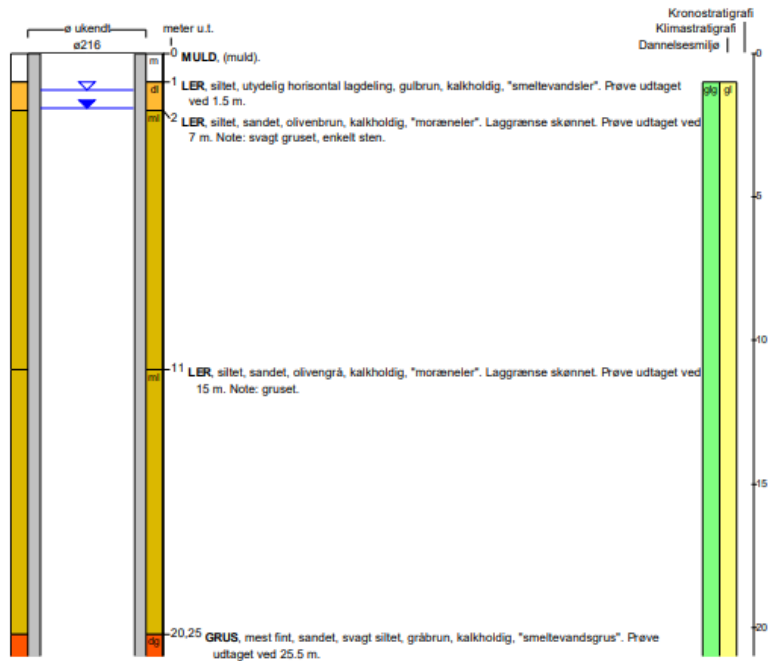 Kronostratigrafi
ø ukendt meter u.t. Klimastratigrafi
ø216 Dannelsesmiljø
0 MULD, (muld). 0
m
1 LER, siltet, utydelig horisontal lagdeling, gulbrun, kalkholdig, "smeltevandsler". Prøve udtaget
dl ved 1.5 m. glg gl
2 LER, siltet, sandet, olivenbrun, kalkholdig, "moræneler". Laggrænse skønnet. Prøve udtaget ved
ml 7 m. Note: svagt gruset, enkelt sten.
5
10
11 LER, siltet, sandet, olivengrå, kalkholdig, "moræneler". Laggrænse skønnet. Prøve udtaget ved
ml 15 m. Note: gruset.
15
20
20,25 GRUS, mest fint, sandet, svagt siltet, gråbrun, kalkholdig, "smeltevandsgrus". Prøve
dg udtaget ved 25.5 m.